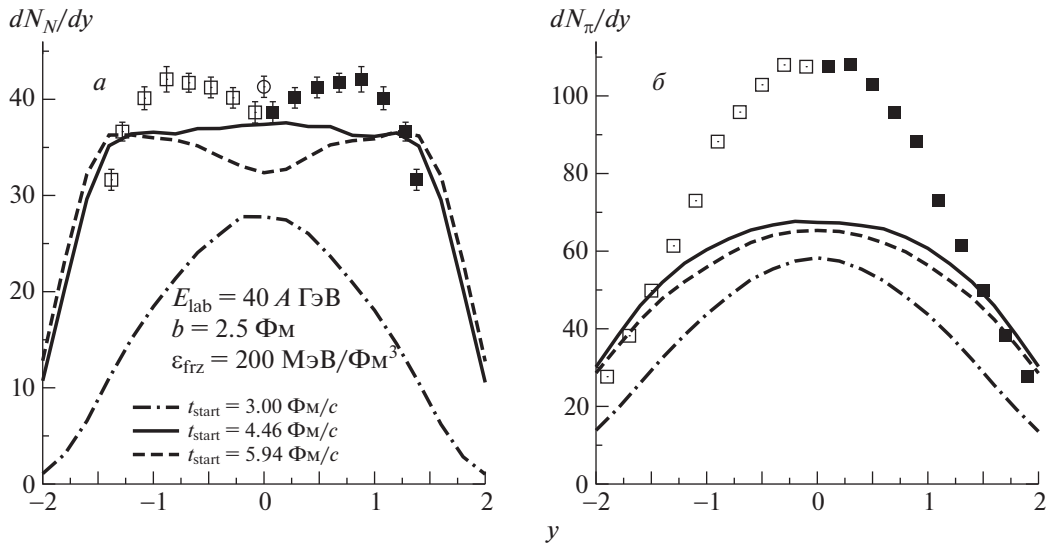 dN_N/dy
а
40
30
20
10
0
E_lab = 40 A ГэВ
b = 2.5 Фм
ε_frz = 200 МэВ/Фм³
t_start = 3.00 Фм/c
t_start = 4.46 Фм/c
t_start = 5.94 Фм/c
−2 −1 0 1 2
dN_π/dy
б
100
80
60
40
20
0
−2 −1 0 1 2
y